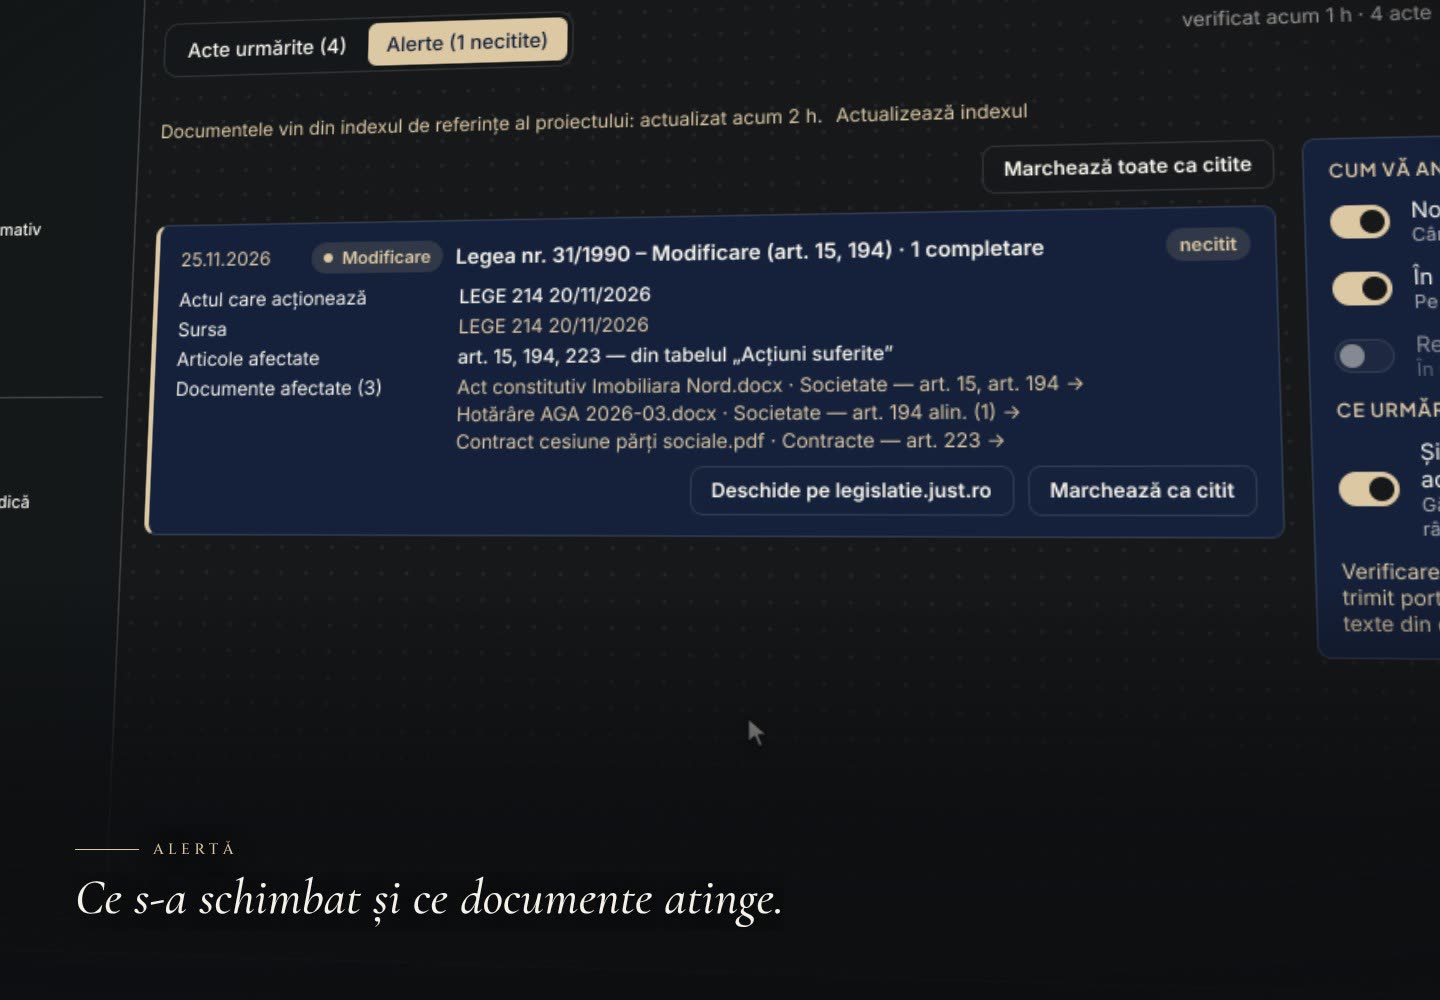 verificat acum 1 h · 4 acte
Acte urmărite (4)
Alerte (1 necitite)
Documentele vin din indexul de referințe al proiectului: actualizat acum 2 h. Actualizează indexul
Marchează toate ca citite
25.11.2026
Modificare
Legea nr. 31/1990 – Modificare (art. 15, 194) · 1 completare
necitit
Actul care acționează
LEGE 214 20/11/2026
Sursa
LEGE 214 20/11/2026
Articole afectate
art. 15, 194, 223 — din tabelul „Acțiuni suferite”
Documente afectate (3)
Act constitutiv Imobiliara Nord.docx · Societate — art. 15, art. 194 →
Hotărâre AGA 2026-03.docx · Societate — art. 194 alin. (1) →
Contract cesiune părți sociale.pdf · Contracte — art. 223 →
Deschide pe legislatie.just.ro
Marchează ca citit
mativ
dică
CUM VĂ AN
No
Cân
În
Pe
Re
În
CE URMĂR
Și
ac
Gă
râ
Verificare
trimit port
texte din
ALERTĂ
Ce s-a schimbat și ce documente atinge.